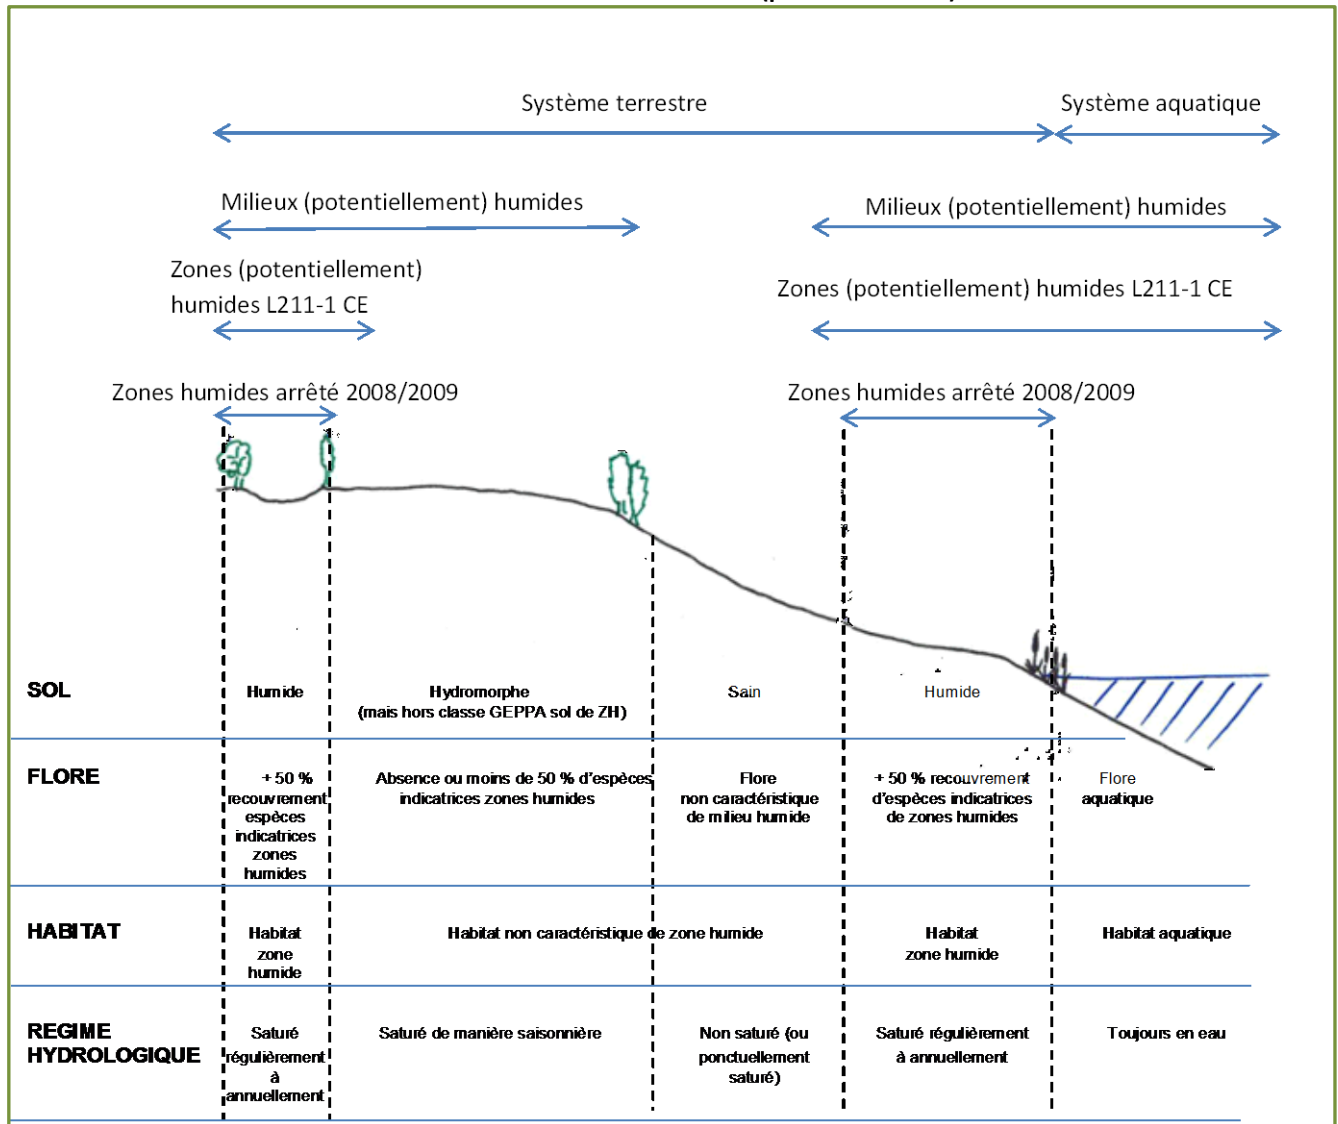 Système terrestre
Système aquatique
Milieux (potentiellement) humides
Milieux (potentiellement) humides
Zones (potentiellement)
humides L211-1 CE
Zones (potentiellement) humides L211-1 CE
Zones humides arrêté 2008/2009
Zones humides arrêté 2008/2009
SOL
Humide
Hydromorphe
(mais hors classe GEPPA sol de ZH)
Sain
Humide
FLORE
+ 50 %
recouvrement
espèces
indicatrices
zones
humides
Absence ou moins de 50 % d'espèces
indicatrices zones humides
Flore
non caractéristique
de milieu humide
+ 50 % recouvrement
d'espèces indicatrices
de zones humides
Flore
aquatique
HABITAT
Habitat
zone
humide
Habitat non caractéristique de zone humide
Habitat
zone humide
Habitat aquatique
REGIME
HYDROLOGIQUE
Saturé
régulièrement
à
annuellement
Saturé de manière saisonnière
Non saturé (ou
ponctuellement
saturé)
Saturé régulièrement
à annuellement
Toujours en eau